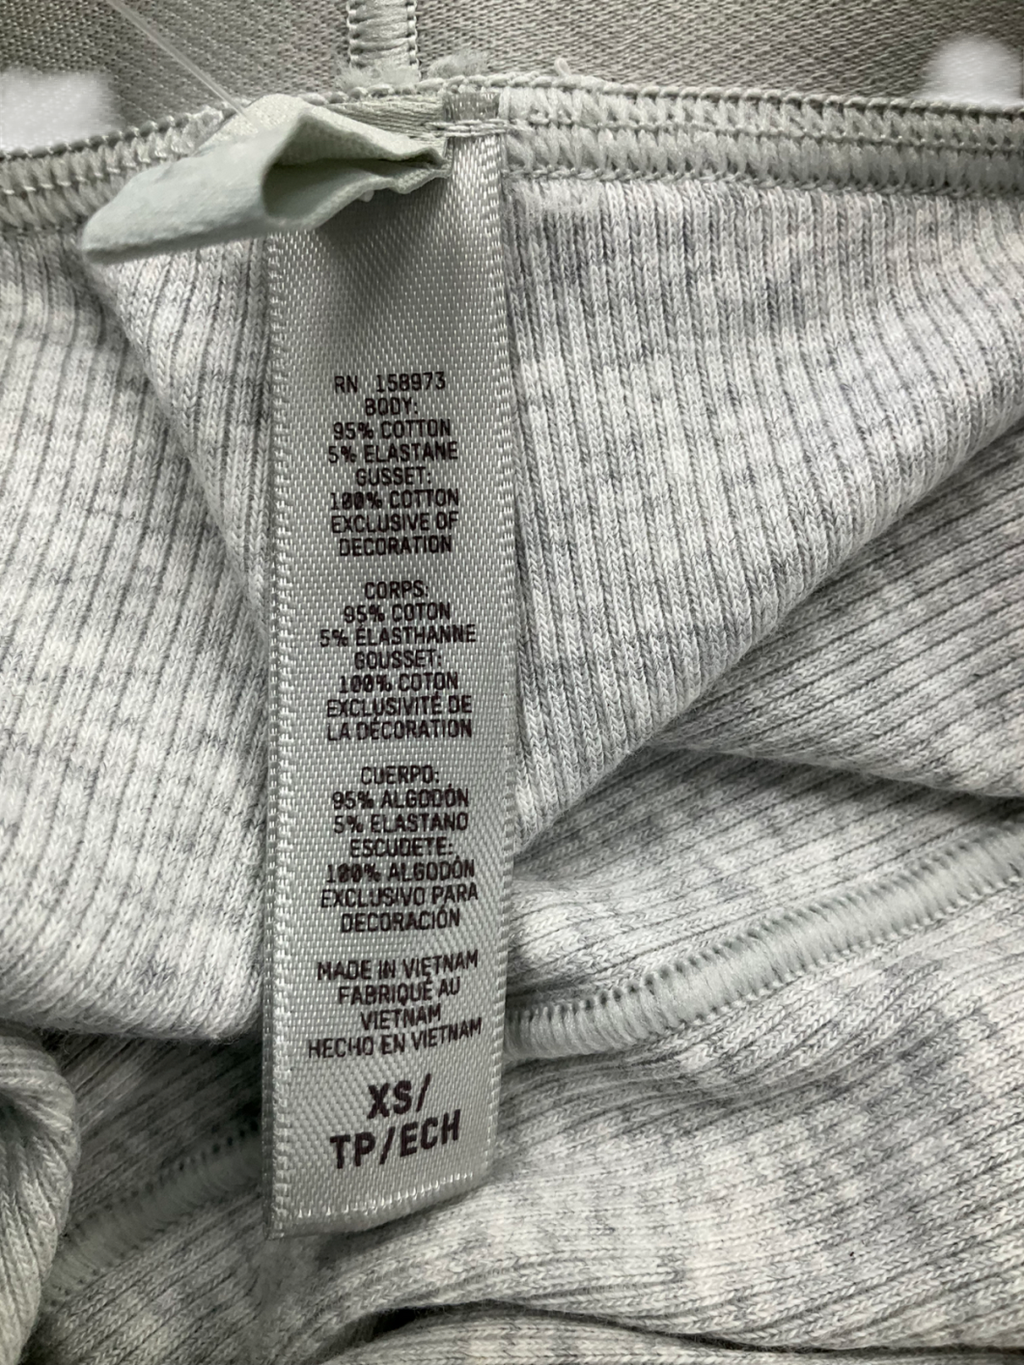 RN 158973
BODY:
95% COTTON
5% ELASTANE
GUSSET:
100% COTTON
EXCLUSIVE OF
DECORATION
CORPS:
95% COTON
5% ÉLASTHANNE
GOUSSET:
100% COTON
EXCLUSIVITÉ DE
LA DÉCORATION
CUERPO:
95% ALGODÓN
5% ELASTANO
ESCUDETE:
100% ALGODÓN
EXCLUSIVO PARA
DECORACIÓN
MADE IN VIETNAM
FABRIQUÉ AU
VIETNAM
HECHO EN VIETNAM
XS/
TP/ECH